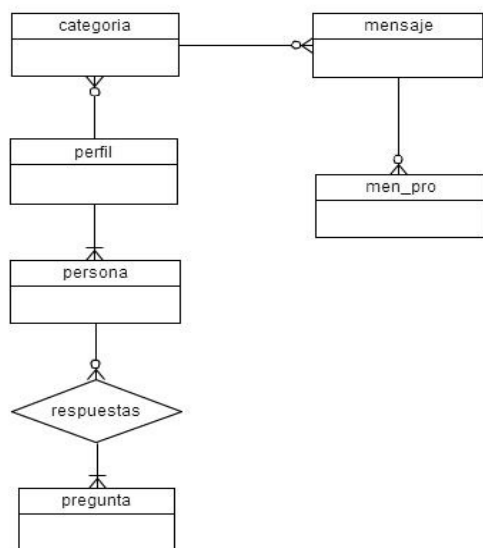 categoria
mensaje
perfil
men_pro
persona
respuestas
pregunta